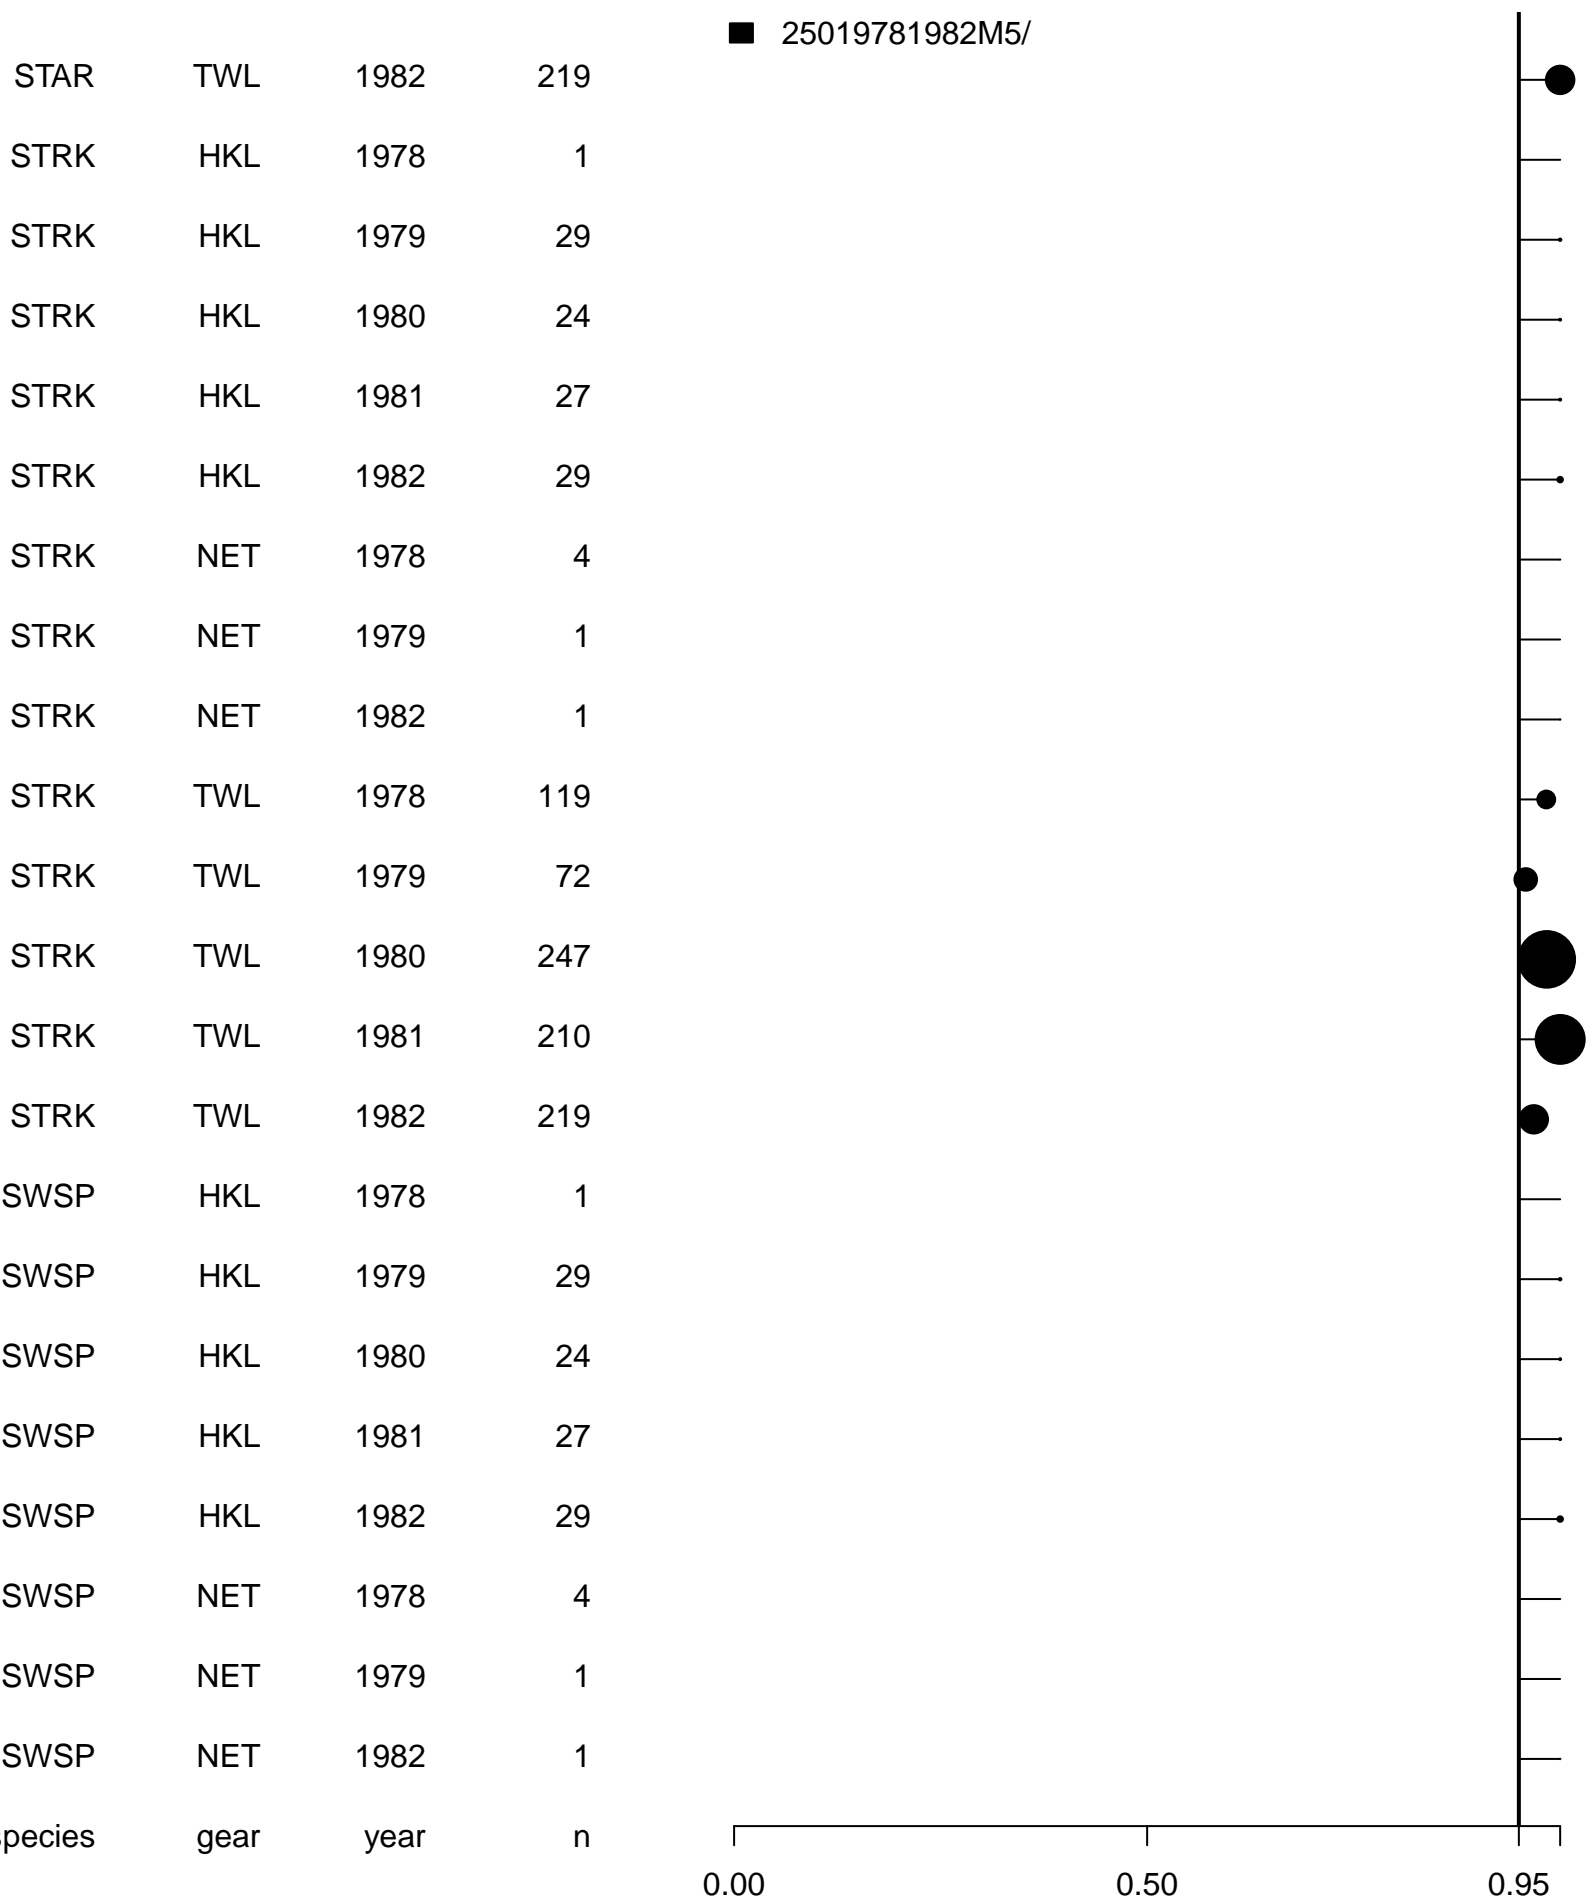 25019781982M5/
STAR TWL 1982 219
STRK HKL 1978 1
STRK HKL 1979 29
STRK HKL 1980 24
STRK HKL 1981 27
STRK HKL 1982 29
STRK NET 1978 4
STRK NET 1979 1
STRK NET 1982 1
STRK TWL 1978 119
STRK TWL 1979 72
STRK TWL 1980 247
STRK TWL 1981 210
STRK TWL 1982 219
SWSP HKL 1978 1
SWSP HKL 1979 29
SWSP HKL 1980 24
SWSP HKL 1981 27
SWSP HKL 1982 29
SWSP NET 1978 4
SWSP NET 1979 1
SWSP NET 1982 1
pecies gear year n
0.00 0.50 0.95